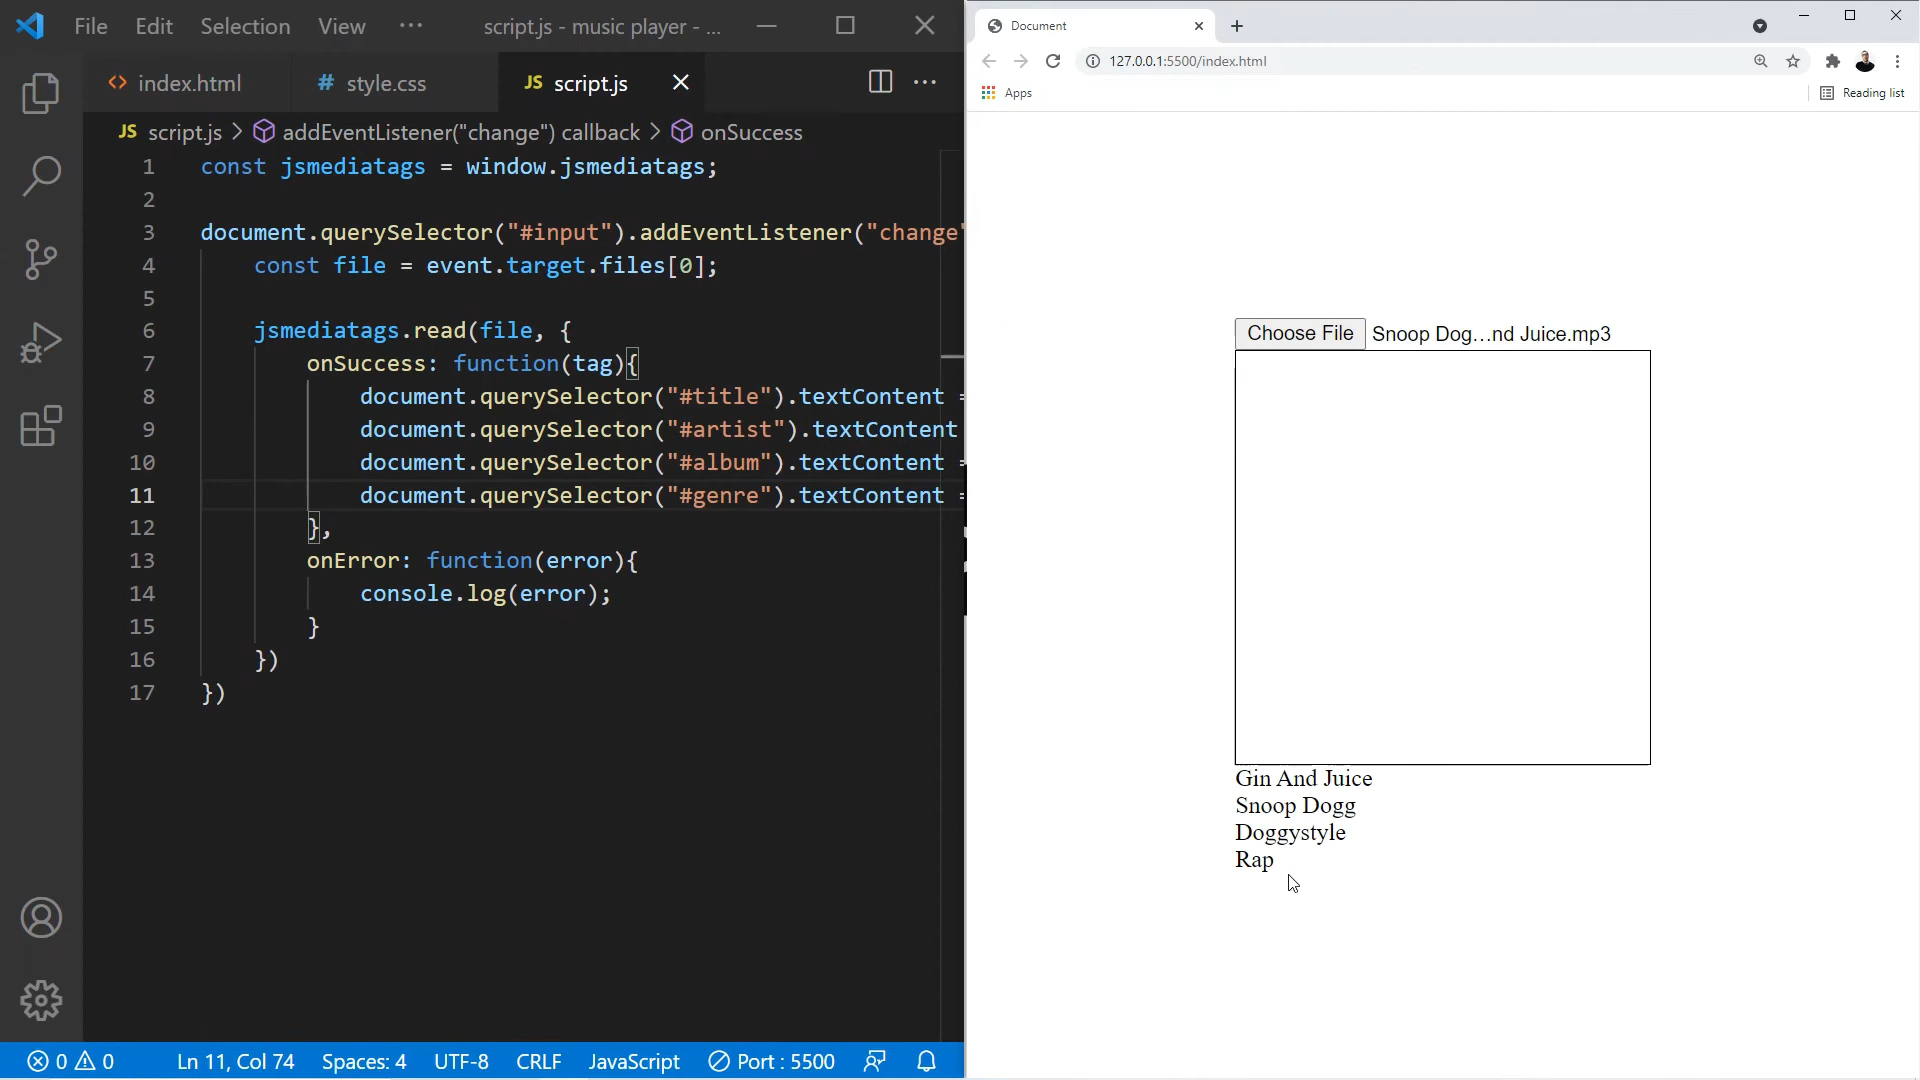 File Edit Selection View ··· script.js - music player - ...
index.html # style.css JS script.js
JS script.js > addEventListener("change") callback > onSuccess
1 const jsmediatags = window.jsmediatags;
2
3 document.querySelector("#input").addEventListener("change"
4 const file = event.target.files[0];
5
6 jsmediatags.read(file, {
7 onSuccess: function(tag){
8 document.querySelector("#title").textContent =
9 document.querySelector("#artist").textContent
10 document.querySelector("#album").textContent =
11 document.querySelector("#genre").textContent =
12 },
13 onError: function(error){
14 console.log(error);
15 }
16 })
17 })
0 0 Ln 11, Col 74 Spaces: 4 UTF-8 CRLF JavaScript Port : 5500
Document
127.0.0.1:5500/index.html
Apps Reading list
Choose File Snoop Dog...nd Juice.mp3
Gin And Juice
Snoop Dogg
Doggystyle
Rap